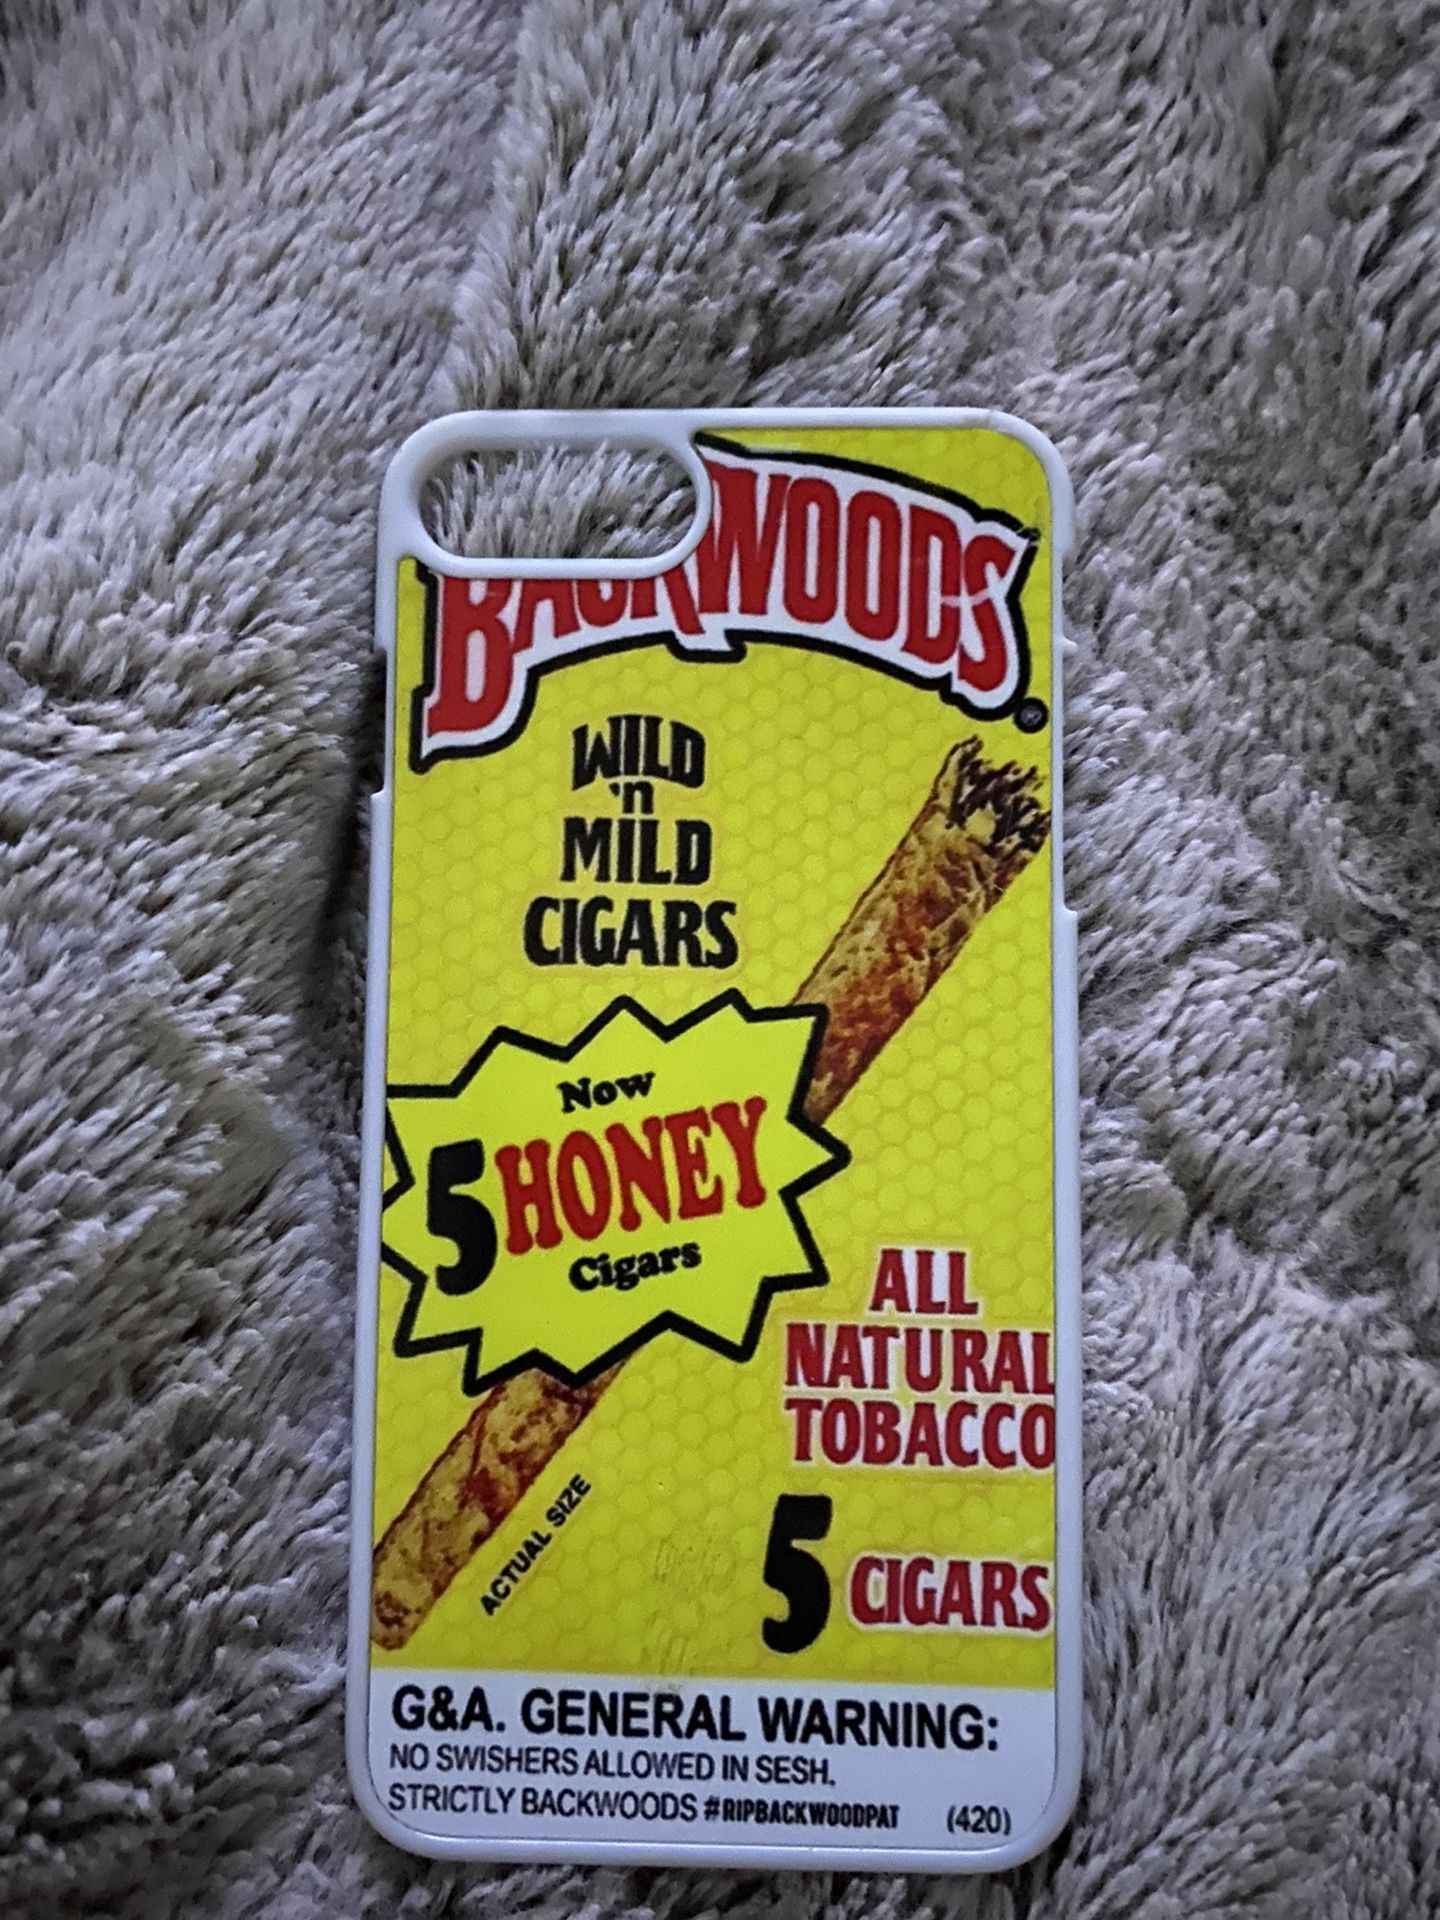 BACKWOODS®
WILD
'n
MILD
CIGARS
Now
5 HONEY
Cigars
ALL
NATURAL
TOBACCO
ACTUAL SIZE
5 CIGARS
G&A. GENERAL WARNING:
NO SWISHERS ALLOWED IN SESH.
STRICTLY BACKWOODS #RIPBACKWOODPAT (420)